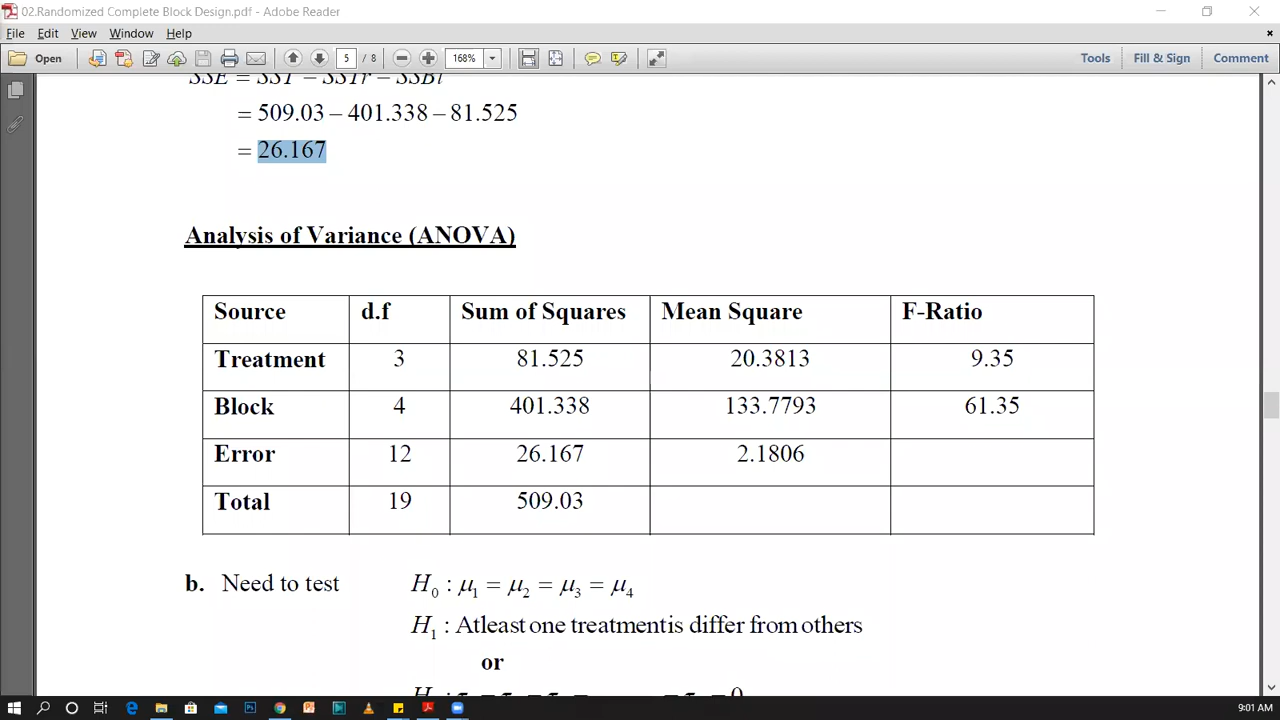 02.Randomized Complete Block Design.pdf - Adobe Reader
File Edit View Window Help
Open 5 / 8 168% Tools Fill & Sign Comment
SSE = SST − SSTr − SSBl
= 509.03 − 401.338 − 81.525
= 26.167
Analysis of Variance (ANOVA)
Source d.f Sum of Squares Mean Square F-Ratio
Treatment 3 81.525 20.3813 9.35
Block 4 401.338 133.7793 61.35
Error 12 26.167 2.1806
Total 19 509.03
b. Need to test H₀ : μ₁ = μ₂ = μ₃ = μ₄
H₁ : Atleast one treatmentis differ from others
or
9:01 AM